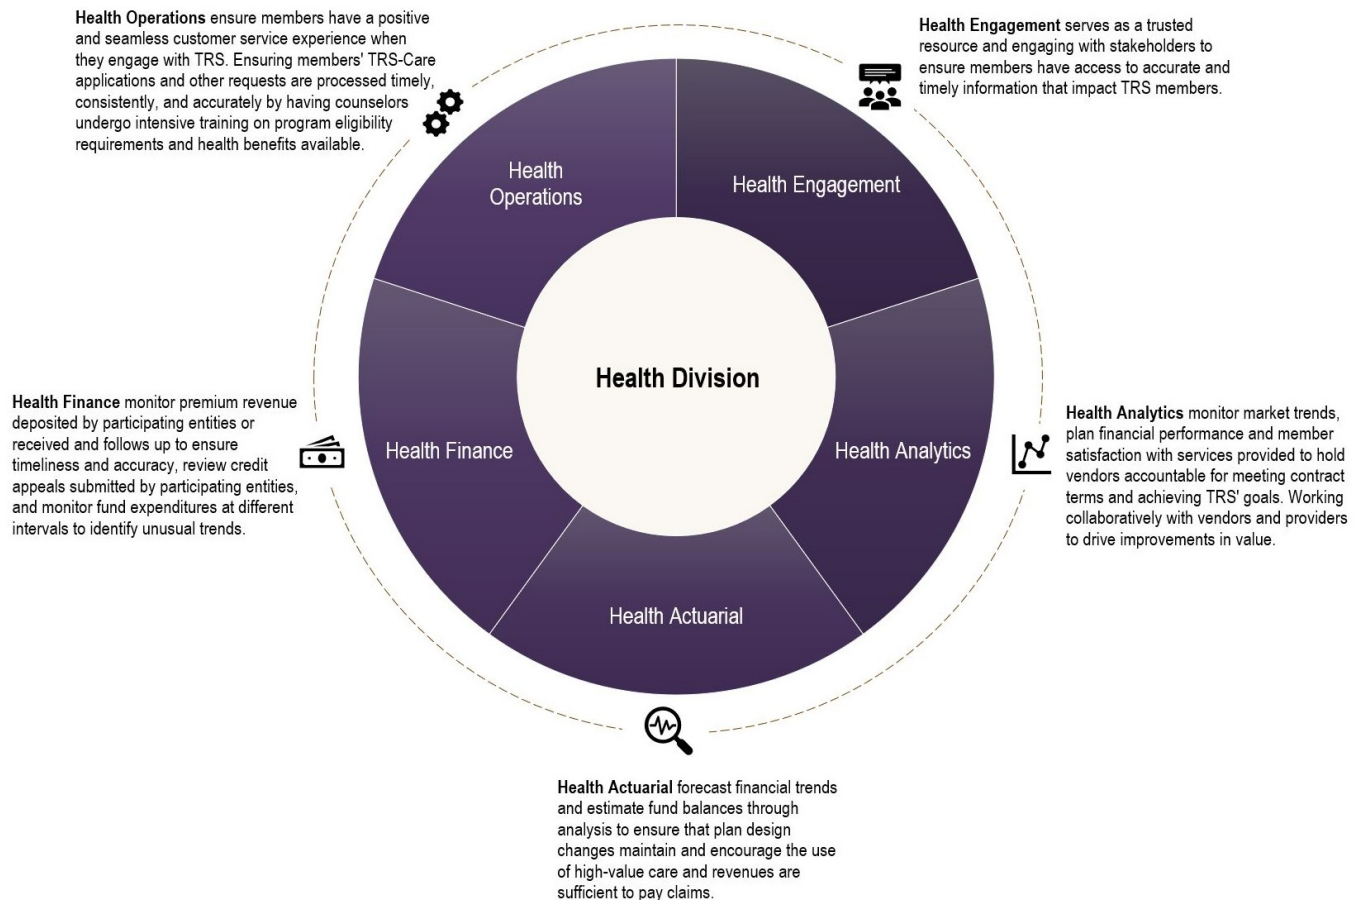 Health Operations ensure members have a positive
and seamless customer service experience when
they engage with TRS. Ensuring members' TRS-Care
applications and other requests are processed timely,
consistently, and accurately by having counselors
undergo intensive training on program eligibility
requirements and health benefits available.
Health Engagement serves as a trusted
resource and engaging with stakeholders to
ensure members have access to accurate and
timely information that impact TRS members.
Health
Operations
Health Engagement
Health Division
Health Finance monitor premium revenue
deposited by participating entities or
received and follows up to ensure
timeliness and accuracy, review credit
appeals submitted by participating entities,
and monitor fund expenditures at different
intervals to identify unusual trends.
Health Finance
Health Analytics
Health Analytics monitor market trends,
plan financial performance and member
satisfaction with services provided to hold
vendors accountable for meeting contract
terms and achieving TRS' goals. Working
collaboratively with vendors and providers
to drive improvements in value.
Health Actuarial
Health Actuarial forecast financial trends
and estimate fund balances through
analysis to ensure that plan design
changes maintain and encourage the use
of high-value care and revenues are
sufficient to pay claims.